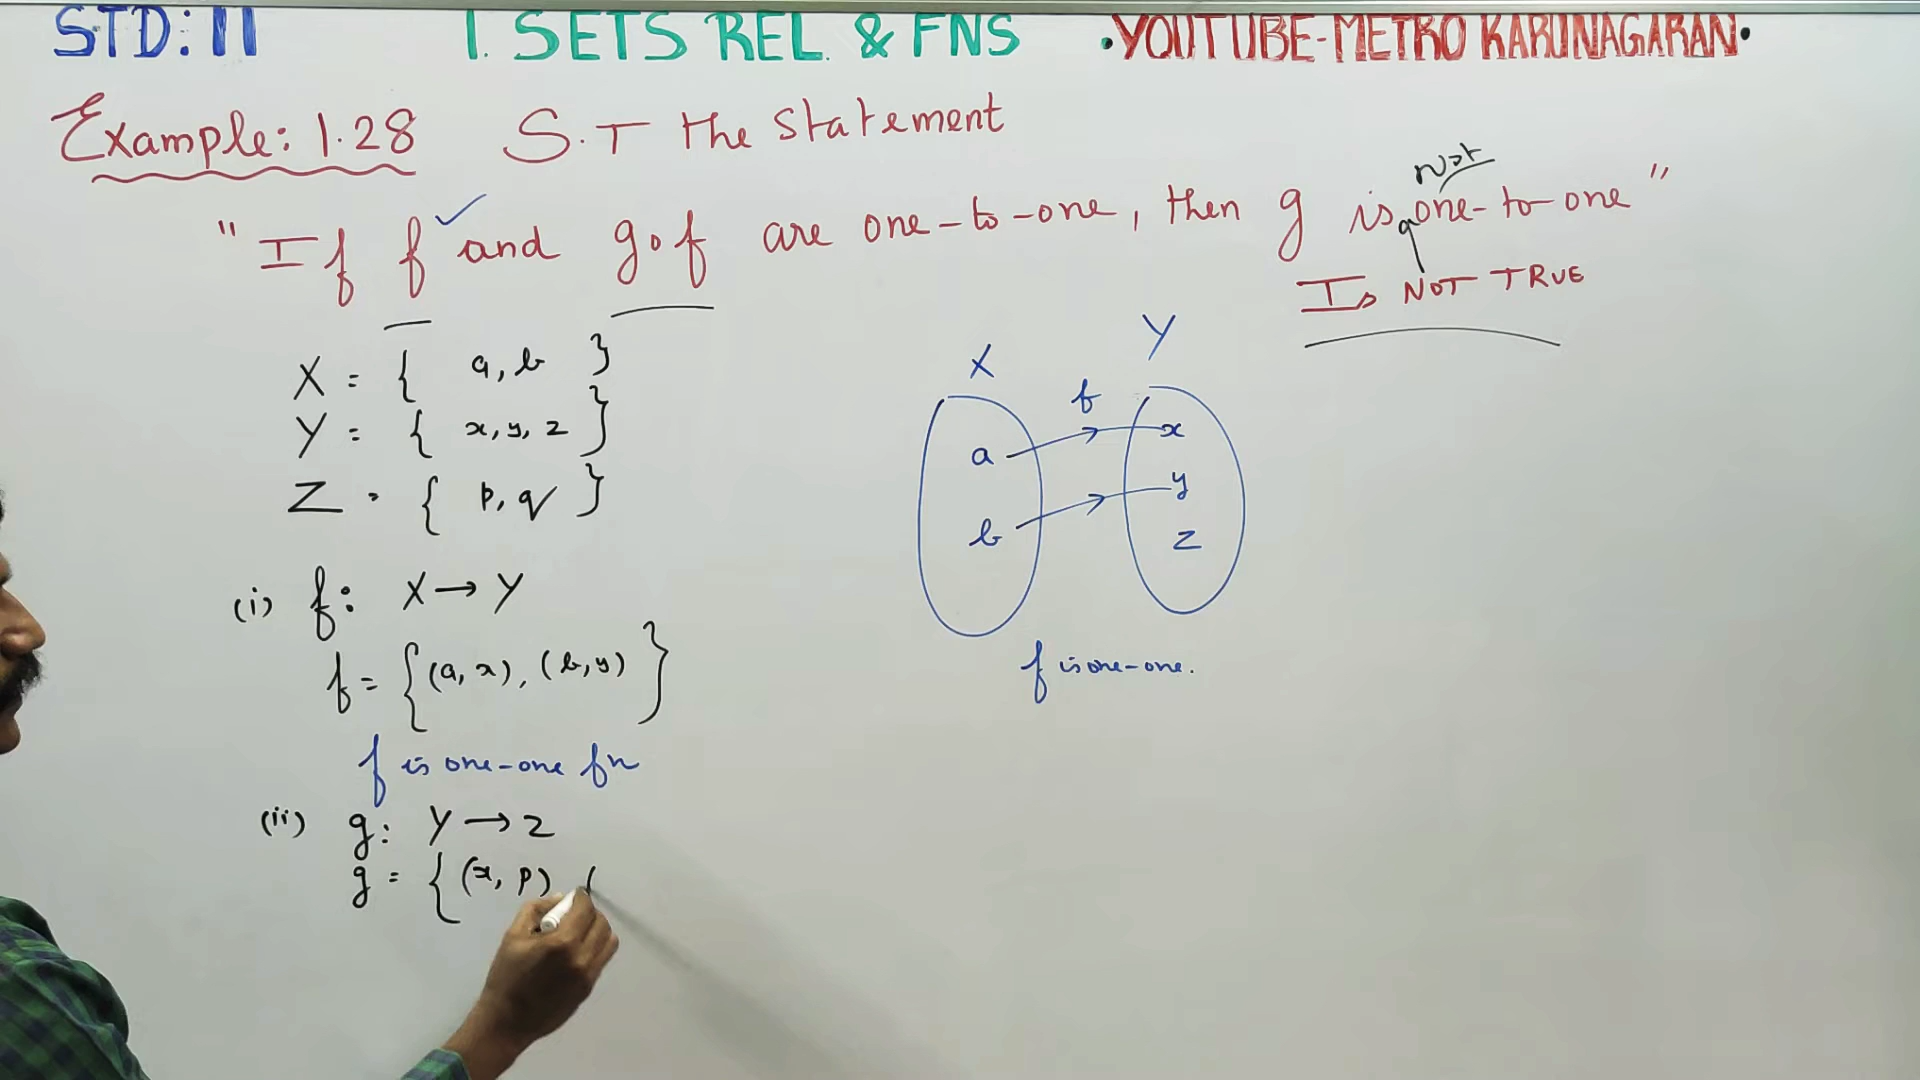 STD: 11 1. SETS REL. & FNS • YOUTUBE-METRO KARUNAGARAN •
Example: 1.28 S.T the statement
not
"If f ✓ and gof are one-to-one, then g is one-to-one"
Is NOT TRUE
X = { a, b }
Y = { x, y, z }
Z = { p, q }
(i) f: X → Y
f = {(a, x), (b, y)}
f is one-one fn
(ii) g: Y → Z
g = {(x, p) (
X Y
f
a x
b y
z
f is one-one.